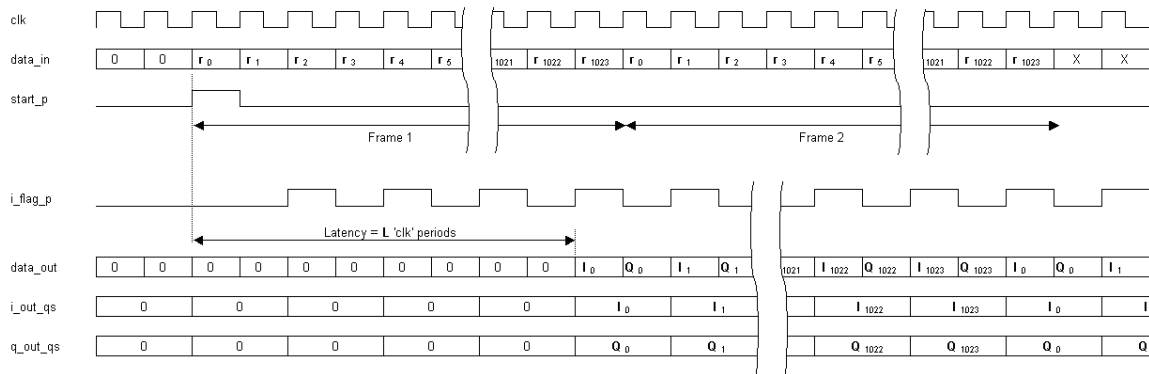 clk
data_in 0 0 r 0 r 1 r 2 r 3 r 4 r 5 1021 r 1022 r 1023 r 0 r 1 r 2 r 3 r 4 r 5 1021 r 1022 r 1023 X X
start_p
Frame 1 Frame 2
i_flag_p
Latency = L 'clk' periods
data_out 0 0 0 0 0 0 0 0 0 0 I 0 Q 0 I 1 Q 1 1021 I 1022 Q 1022 I 1023 Q 1023 I 0 Q 0 I 1
i_out_qs 0 0 0 0 0 I 0 I 1 I 1022 I 1023 I 0 I
q_out_qs 0 0 0 0 0 Q 0 Q 1 Q 1022 Q 1023 Q 0 Q